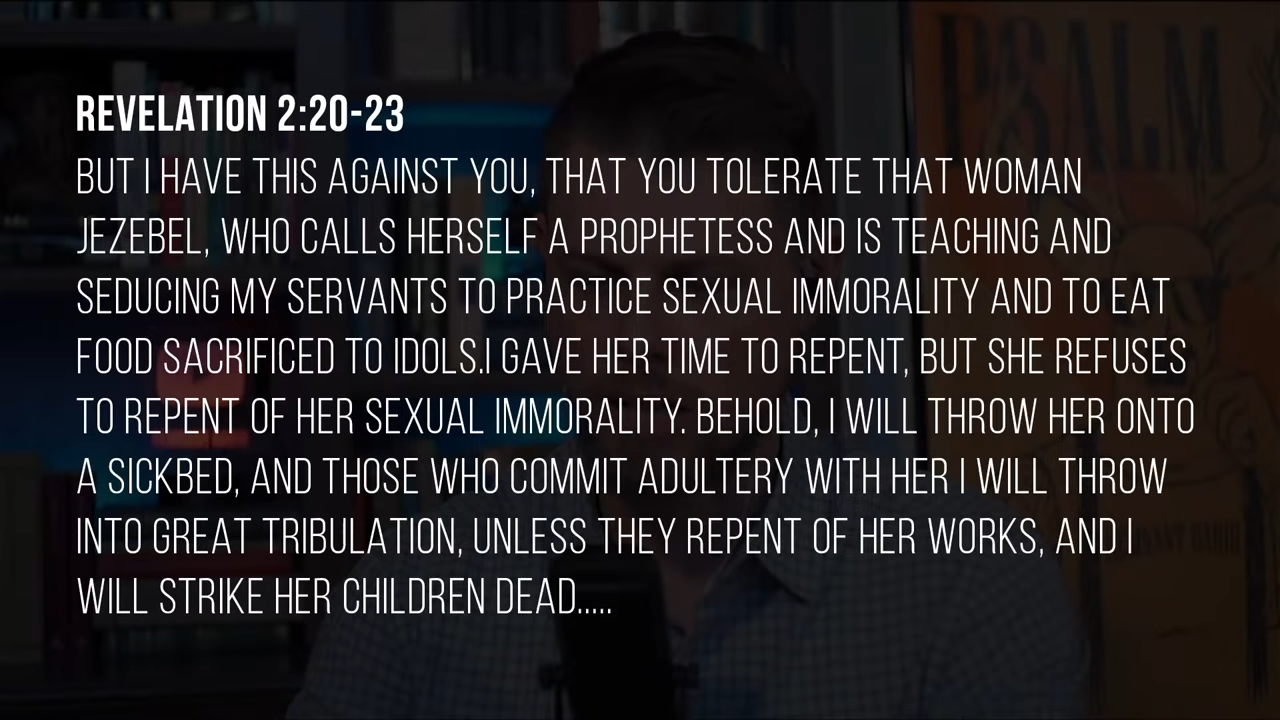 REVELATION 2:20-23
BUT I HAVE THIS AGAINST YOU, THAT YOU TOLERATE THAT WOMAN
JEZEBEL, WHO CALLS HERSELF A PROPHETESS AND IS TEACHING AND
SEDUCING MY SERVANTS TO PRACTICE SEXUAL IMMORALITY AND TO EAT
FOOD SACRIFICED TO IDOLS.I GAVE HER TIME TO REPENT, BUT SHE REFUSES
TO REPENT OF HER SEXUAL IMMORALITY. BEHOLD, I WILL THROW HER ONTO
A SICKBED, AND THOSE WHO COMMIT ADULTERY WITH HER I WILL THROW
INTO GREAT TRIBULATION, UNLESS THEY REPENT OF HER WORKS, AND I
WILL STRIKE HER CHILDREN DEAD.....
PSALM